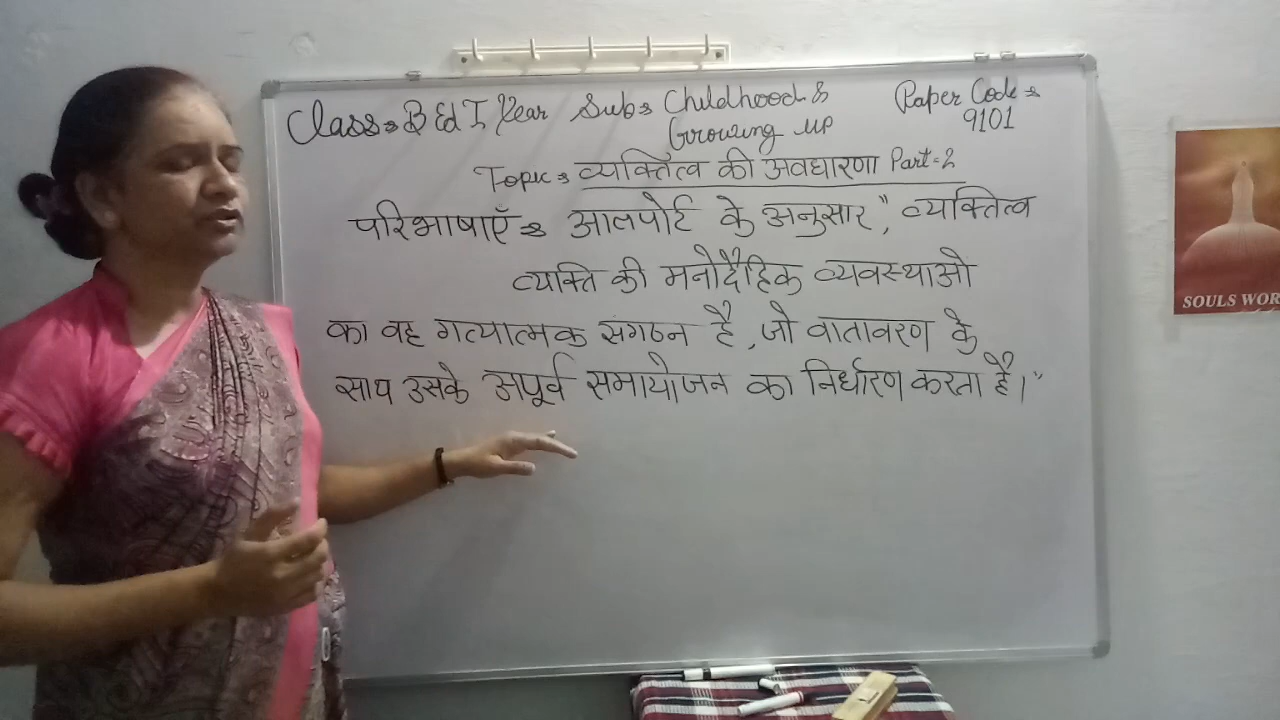 Class = B Ed I Year Sub = Childhood & Growing up Paper Code = 9101
Topic = व्यक्तित्व की अवधारणा Part = 2
परिभाषाएँ = आलपोर्ट के अनुसार, " व्यक्तित्व
व्यक्ति की मनोदैहिक व्यवस्थाओ
का वह गत्यात्मक संगठन है, जो वातावरण के
साथ उसके अपूर्व समायोजन का निर्धारण करता है।"
SOULS WOR